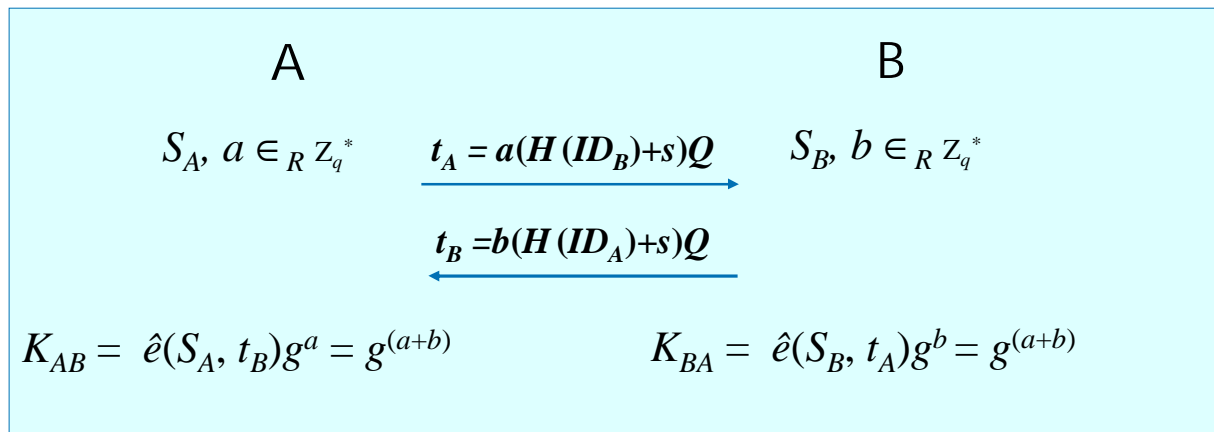 A B
S_A, a ∈_R Z_q^* t_A = a(H(ID_B)+s)Q S_B, b ∈_R Z_q^*
t_B =b(H(ID_A)+s)Q
K_AB = ê(S_A, t_B)g^a = g^(a+b) K_BA = ê(S_B, t_A)g^b = g^(a+b)